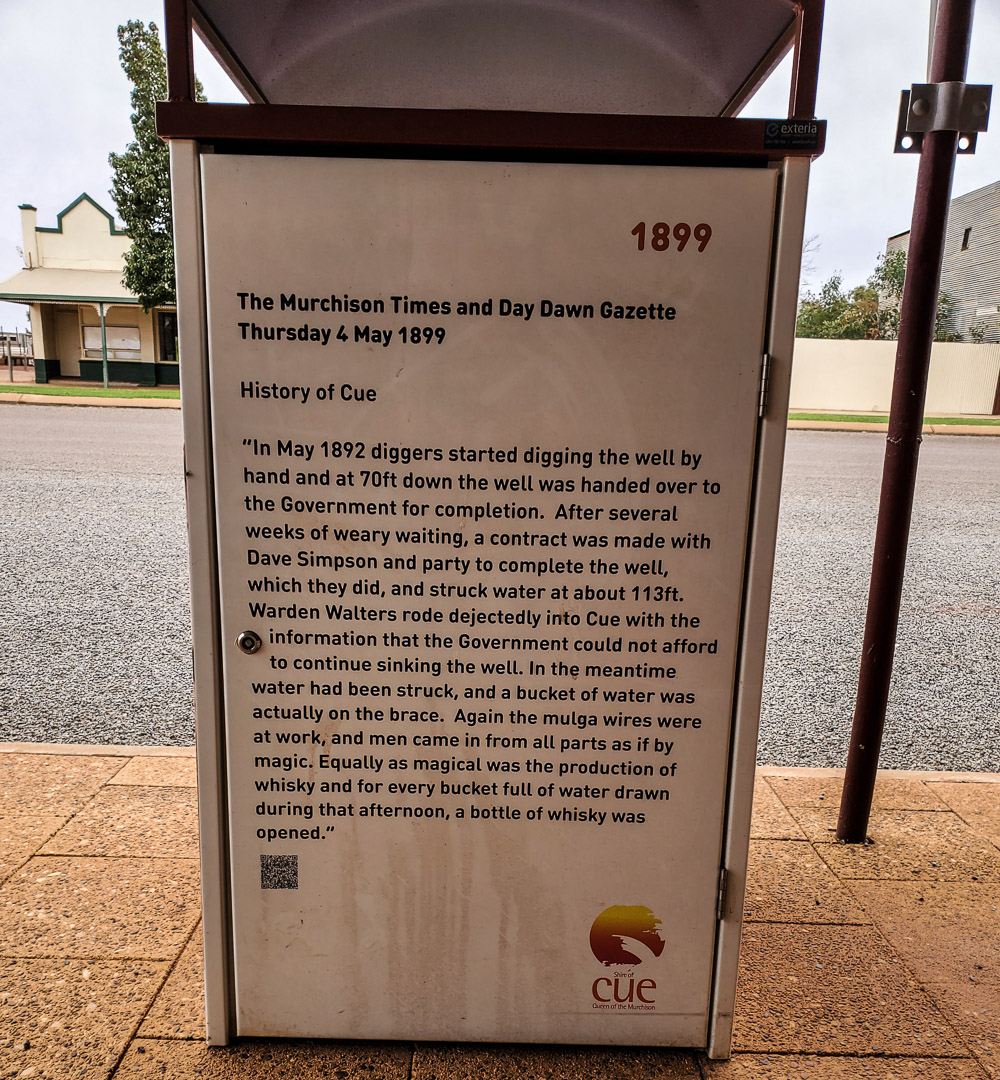 exteria
1899
The Murchison Times and Day Dawn Gazette
Thursday 4 May 1899
History of Cue
“In May 1892 diggers started digging the well by
hand and at 70ft down the well was handed over to
the Government for completion.  After several
weeks of weary waiting, a contract was made with
Dave Simpson and party to complete the well,
which they did, and struck water at about 113ft.
Warden Walters rode dejectedly into Cue with the
information that the Government could not afford
to continue sinking the well. In the meantime
water had been struck, and a bucket of water was
actually on the brace.  Again the mulga wires were
at work, and men came in from all parts as if by
magic. Equally as magical was the production of
whisky and for every bucket full of water drawn
during that afternoon, a bottle of whisky was
opened.“
Shire of
cue
Queen of the Murchison